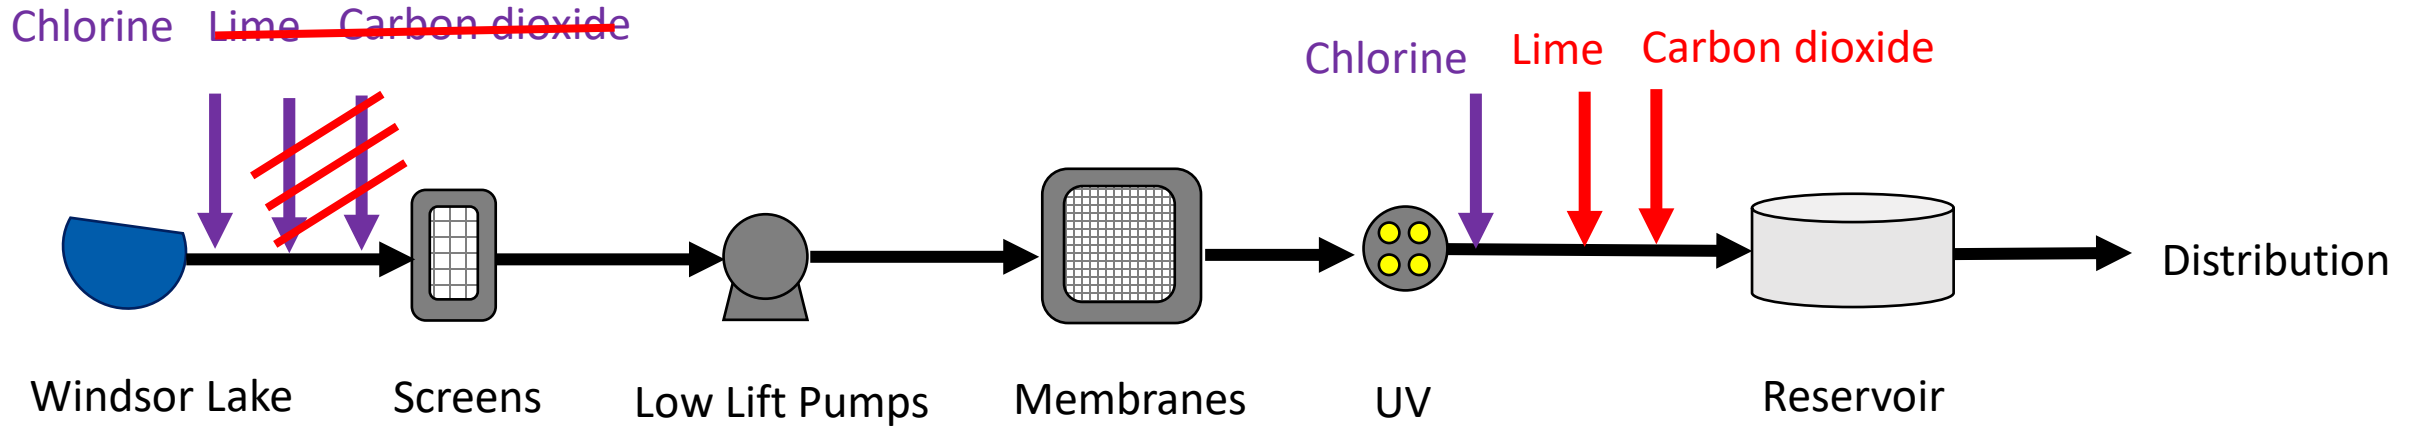 Chlorine Lime Carbon dioxide
Chlorine Lime Carbon dioxide
Distribution
Windsor Lake Screens Low Lift Pumps Membranes UV Reservoir